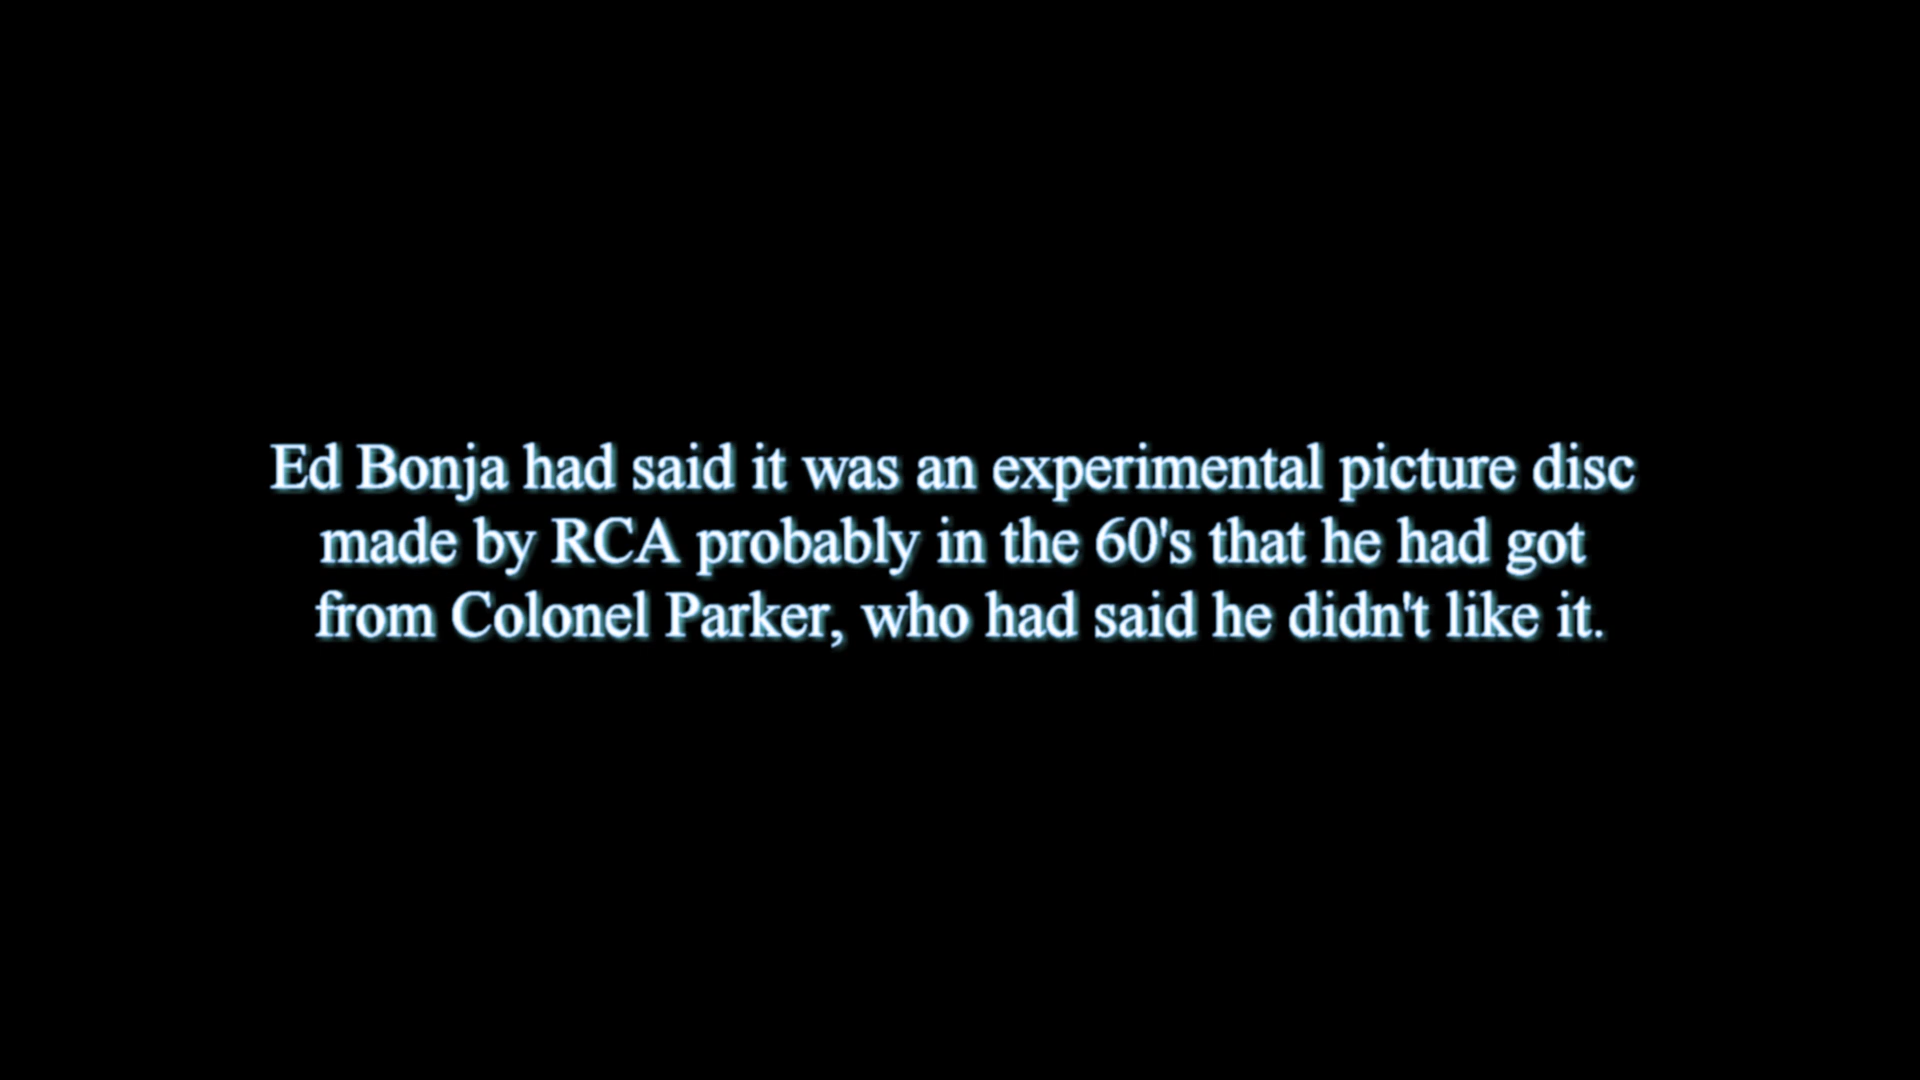 Ed Bonja had said it was an experimental picture disc
made by RCA probably in the 60's that he had got
from Colonel Parker, who had said he didn't like it.